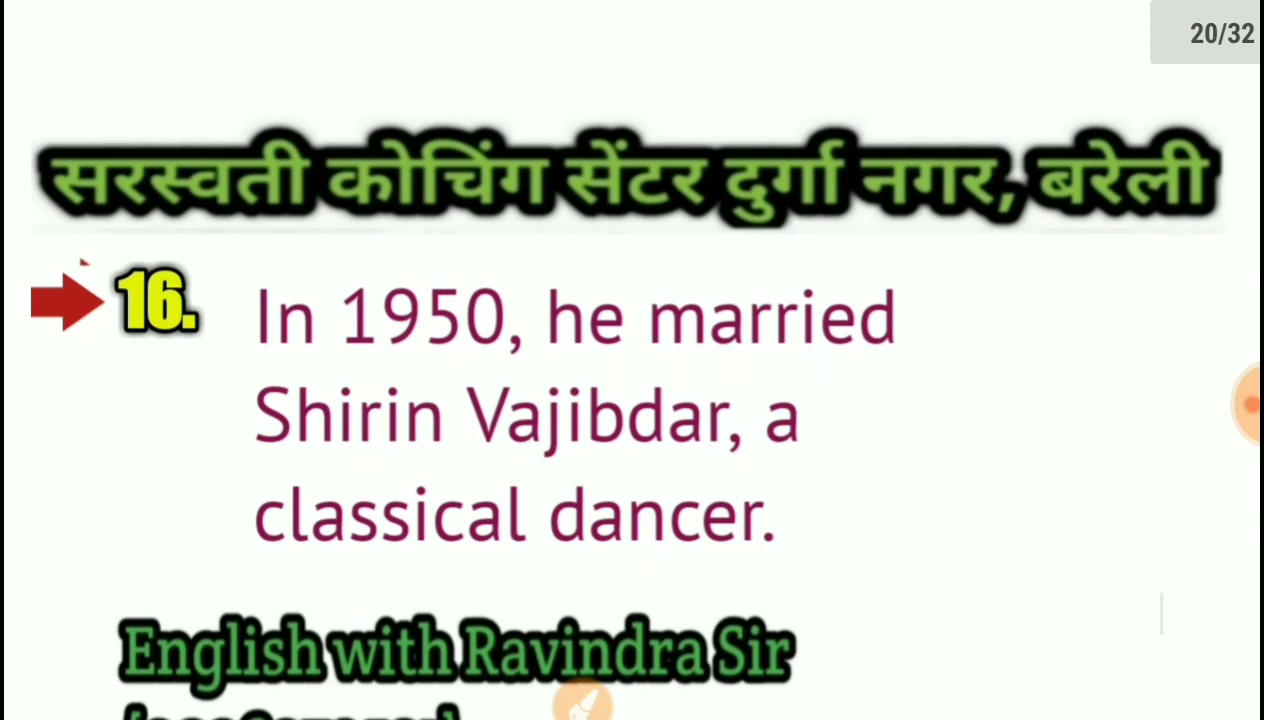 20/32
सरस्वती कोचिंग सेंटर दुर्गा नगर, बरेली
16. In 1950, he married
Shirin Vajibdar, a
classical dancer.
English with Ravindra Sir